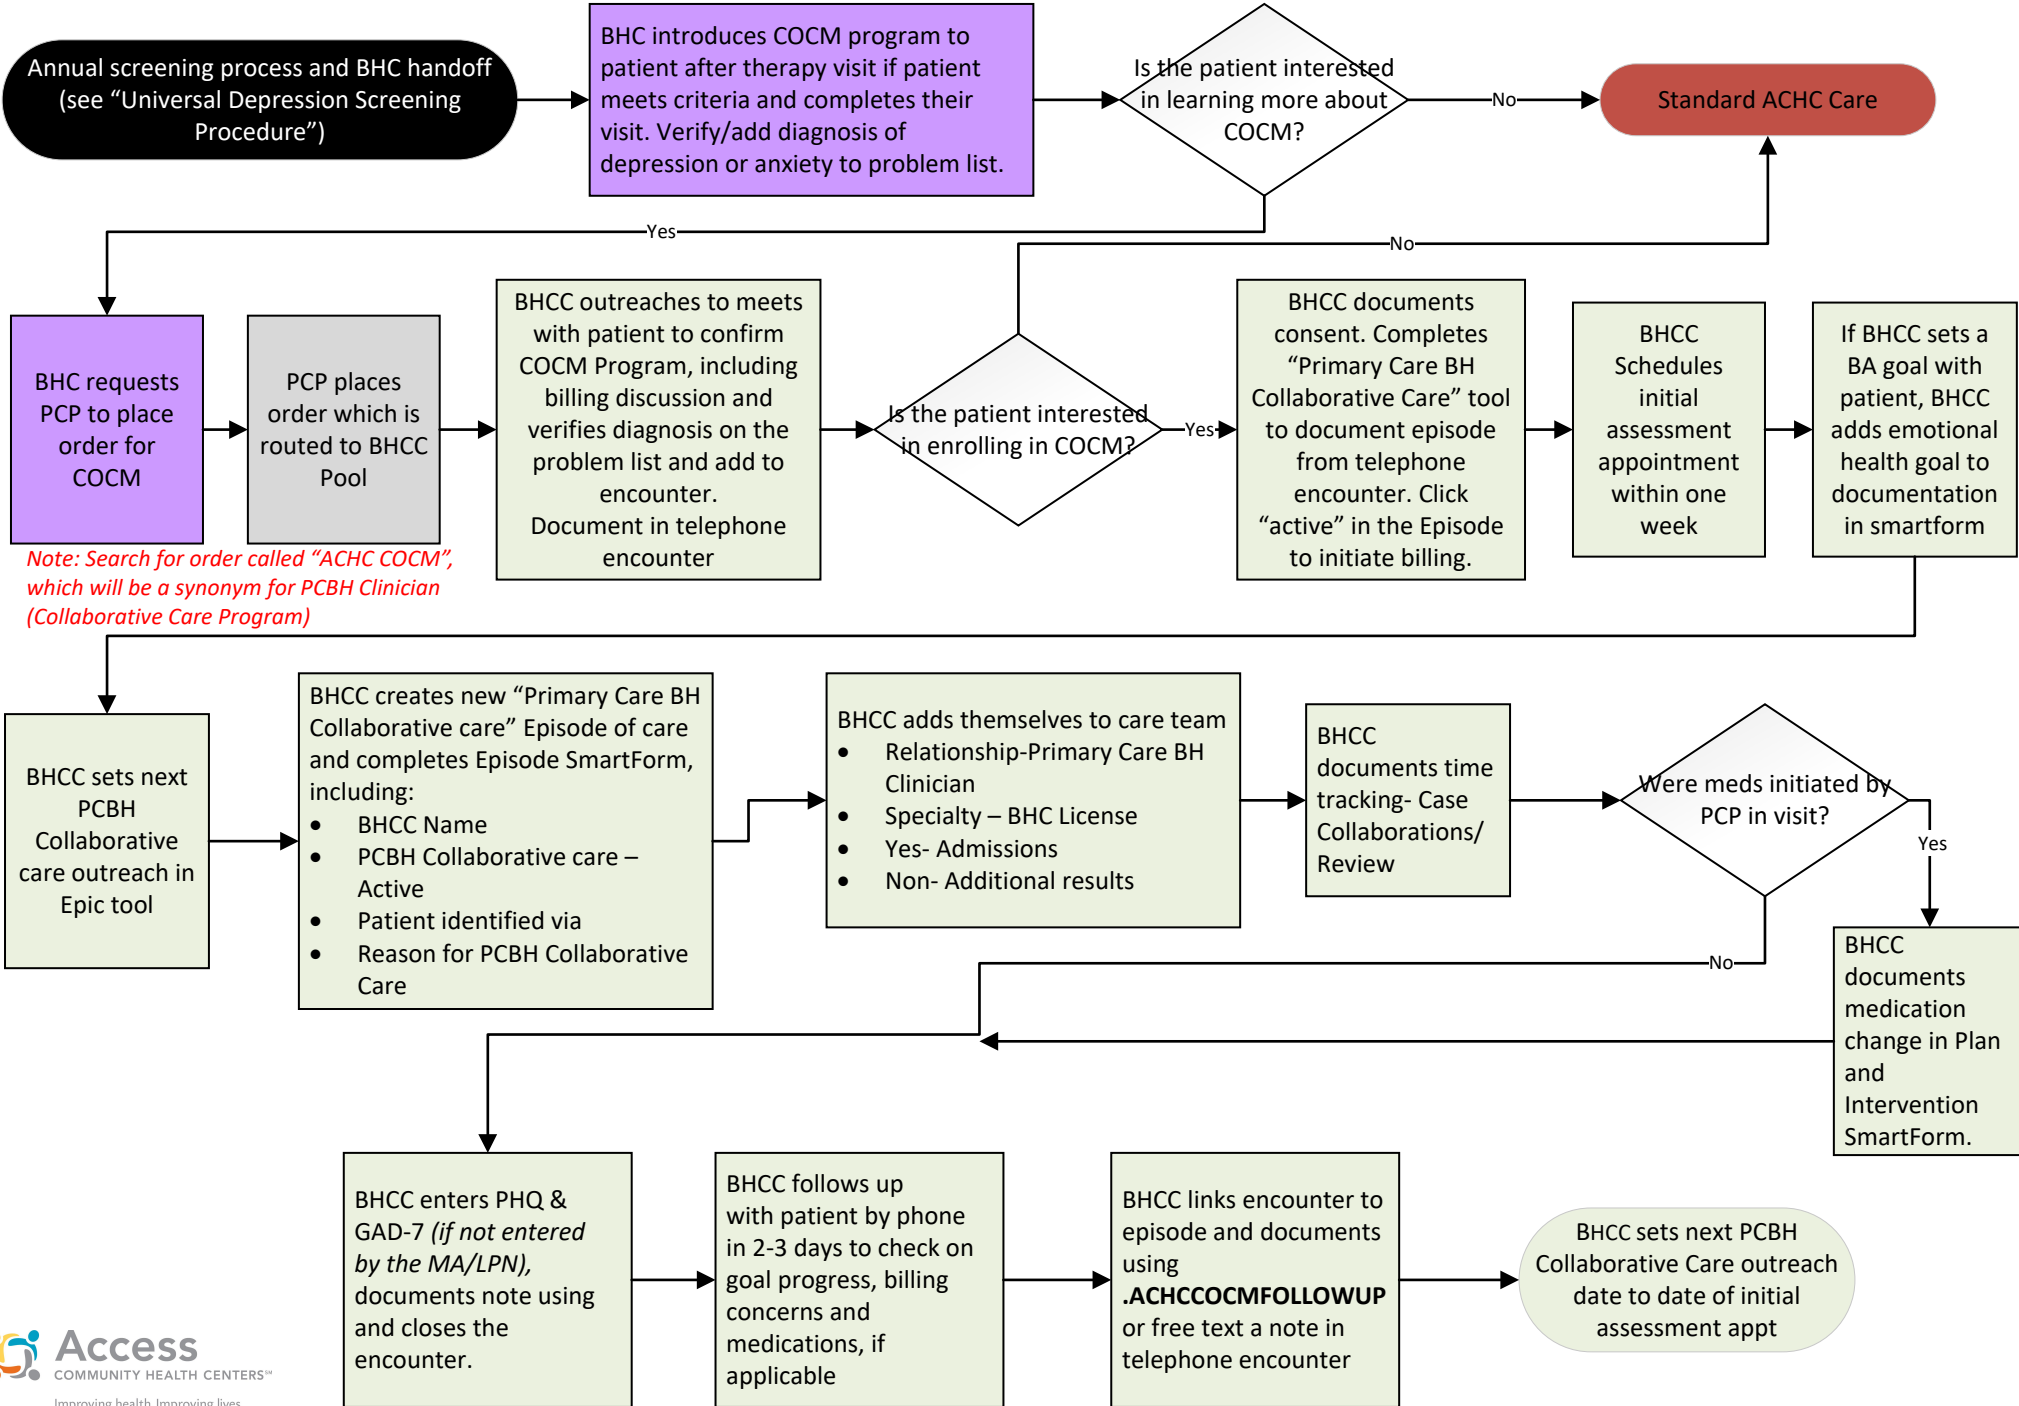 Annual screening process and BHC handoff
(see “Universal Depression Screening
Procedure”)
BHC introduces COCM program to
patient after therapy visit if patient
meets criteria and completes their
visit. Verify/add diagnosis of
depression or anxiety to problem list.
Is the patient interested
in learning more about
COCM?
No
Standard ACHC Care
Yes
No
BHC requests
PCP to place
order for
COCM
PCP places
order which is
routed to BHCC
Pool
BHCC outreaches to meets
with patient to confirm
COCM Program, including
billing discussion and
verifies diagnosis on the
problem list and add to
encounter.
Document in telephone
encounter
Is the patient interested
in enrolling in COCM?
Yes
BHCC documents
consent. Completes
“Primary Care BH
Collaborative Care” tool
to document episode
from telephone
encounter. Click
“active” in the Episode
to initiate billing.
BHCC
Schedules
initial
assessment
appointment
within one
week
If BHCC sets a
BA goal with
patient, BHCC
adds emotional
health goal to
documentation
in smartform
Note: Search for order called “ACHC COCM”,
which will be a synonym for PCBH Clinician
(Collaborative Care Program)
BHCC sets next
PCBH
Collaborative
care outreach in
Epic tool
BHCC creates new “Primary Care BH
Collaborative care” Episode of care
and completes Episode SmartForm,
including:
• BHCC Name
• PCBH Collaborative care –
Active
• Patient identified via
• Reason for PCBH Collaborative
Care
BHCC adds themselves to care team
• Relationship-Primary Care BH
Clinician
• Specialty – BHC License
• Yes- Admissions
• Non- Additional results
BHCC
documents time
tracking- Case
Collaborations/
Review
Were meds initiated by
PCP in visit?
Yes
No
BHCC
documents
medication
change in Plan
and
Intervention
SmartForm.
BHCC enters PHQ &
GAD-7 (if not entered
by the MA/LPN),
documents note using
and closes the
encounter.
BHCC follows up
with patient by phone
in 2-3 days to check on
goal progress, billing
concerns and
medications, if
applicable
BHCC links encounter to
episode and documents
using
.ACHCCOCMFOLLOWUP
or free text a note in
telephone encounter
BHCC sets next PCBH
Collaborative Care outreach
date to date of initial
assessment appt
Access
COMMUNITY HEALTH CENTERS℠
Improving health. Improving lives.